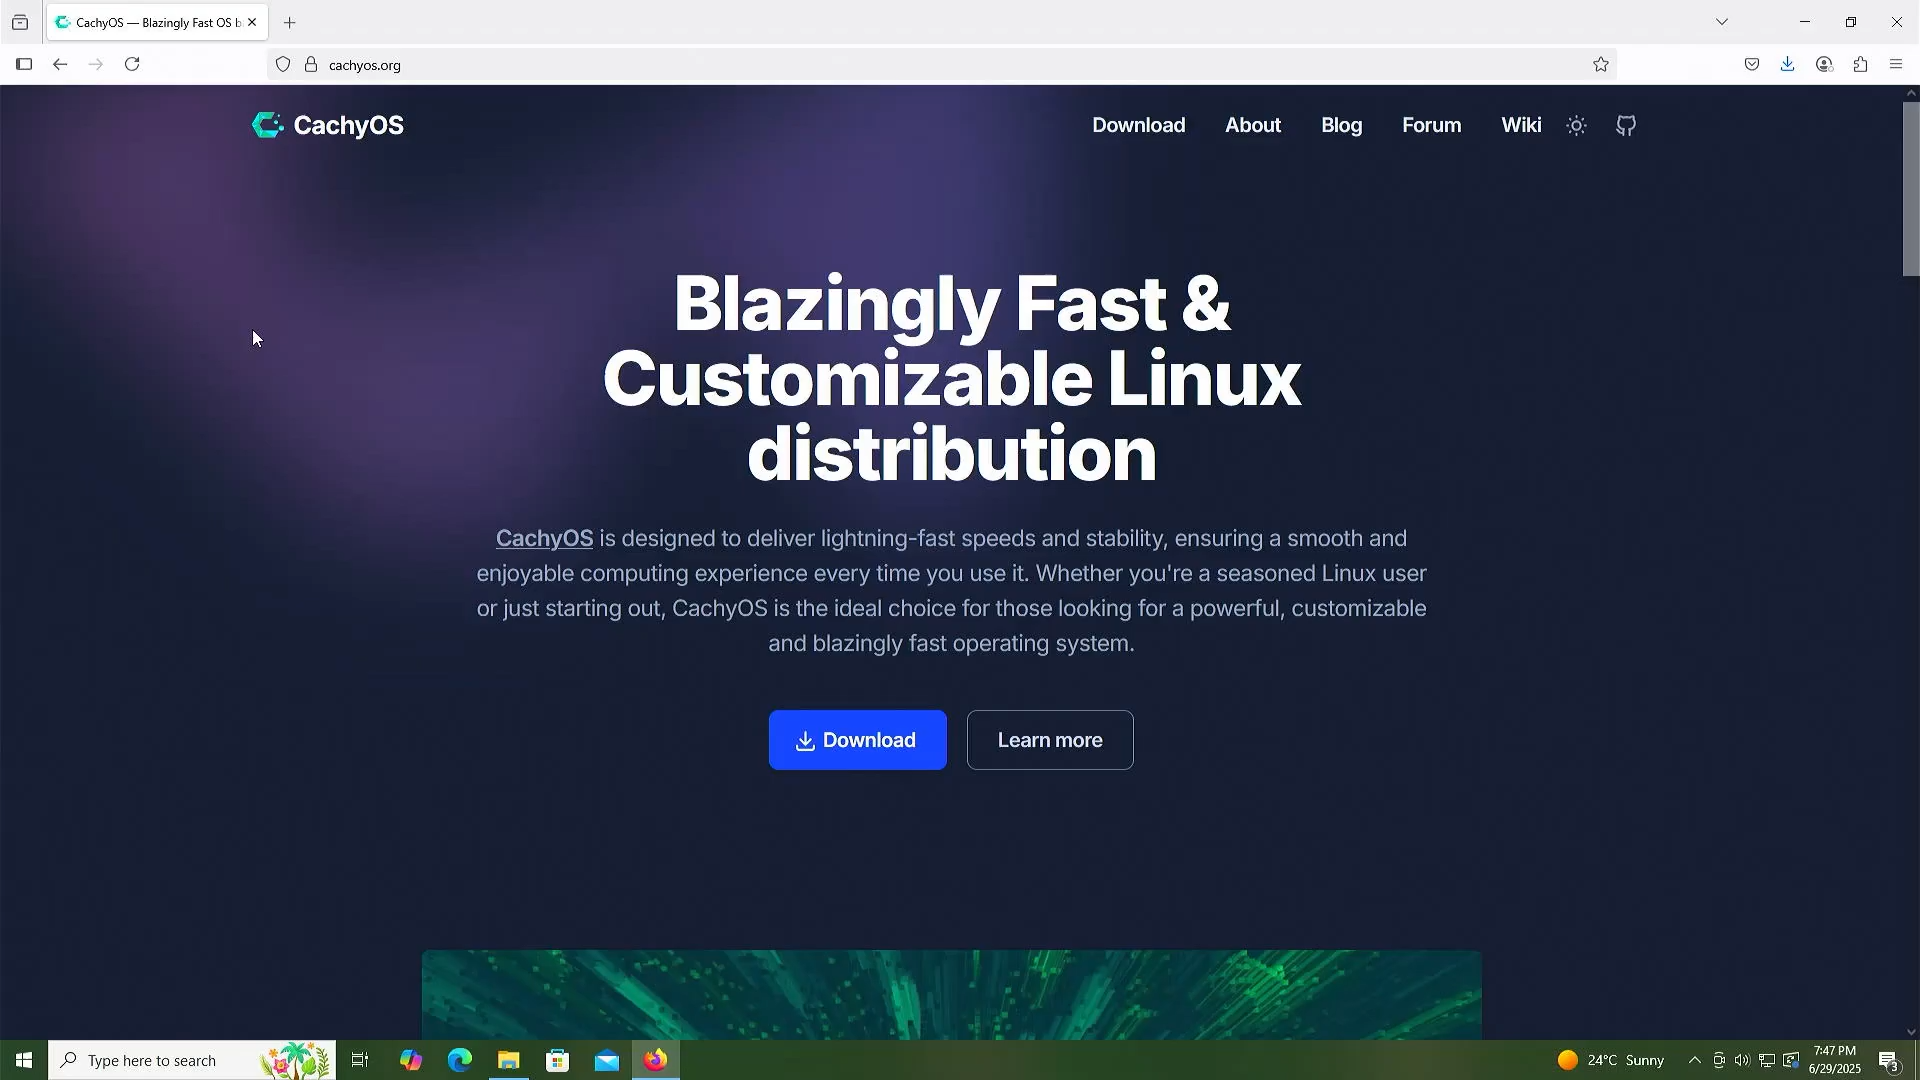 CachyOS — Blazingly Fast OS b
cachyos.org
CachyOS
Download
About
Blog
Forum
Wiki
Blazingly Fast &
Customizable Linux
distribution
CachyOS is designed to deliver lightning-fast speeds and stability, ensuring a smooth and
enjoyable computing experience every time you use it. Whether you're a seasoned Linux user
or just starting out, CachyOS is the ideal choice for those looking for a powerful, customizable
and blazingly fast operating system.
Download
Learn more
Type here to search
24°C Sunny
7:47 PM
6/29/2025
3